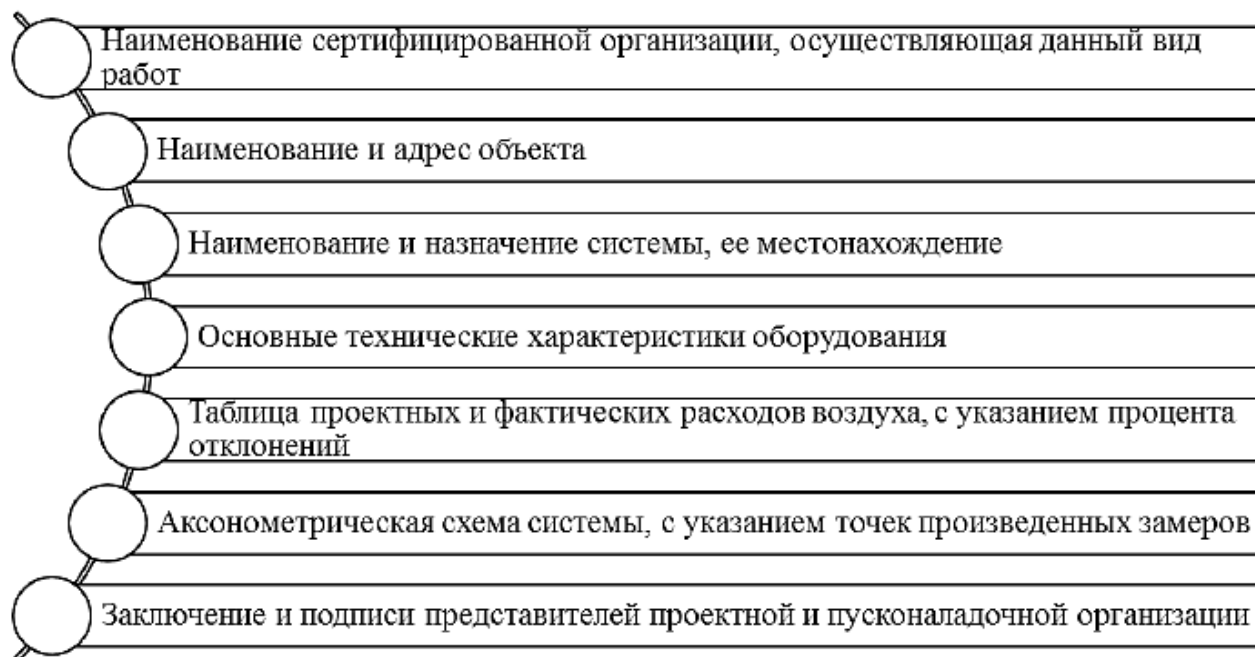 Наименование сертифицированной организации, осуществляющая данный вид
работ
Наименование и адрес объекта
Наименование и назначение системы, ее местонахождение
Основные технические характеристики оборудования
Таблица проектных и фактических расходов воздуха, с указанием процента
отклонений
Аксонометрическая схема системы, с указанием точек произведенных замеров
Заключение и подписи представителей проектной и пусконаладочной организации